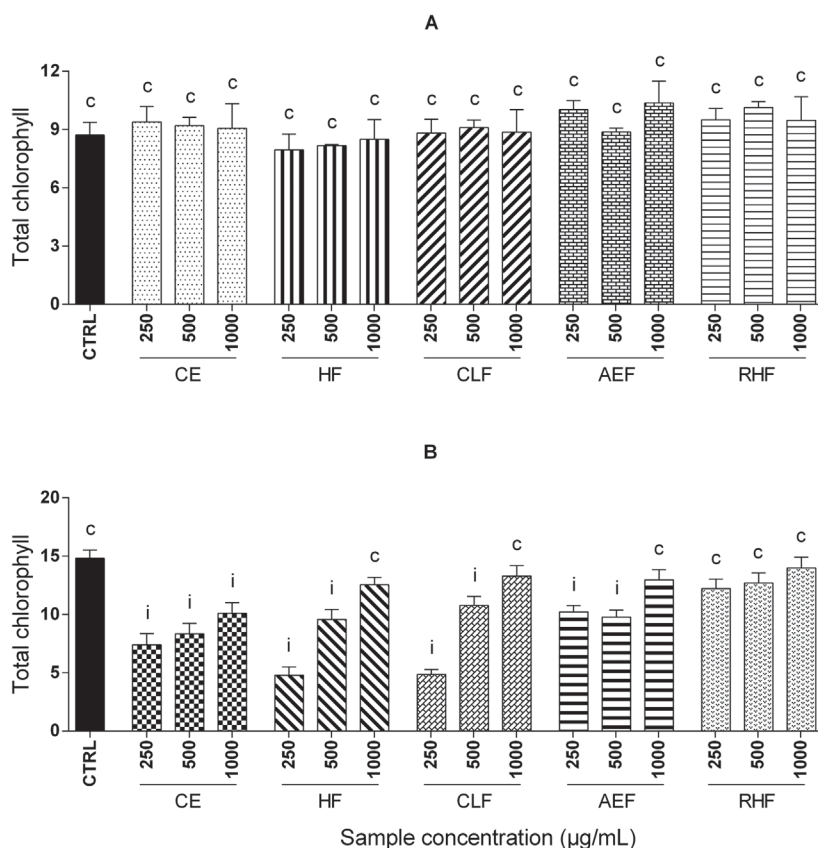 A
Total chlorophyll
12
9
6
3
0
c c c c c c c c c c c c c c c c
CTRL 250 500 1000 250 500 1000 250 500 1000 250 500 1000 250 500 1000
CE HF CLF AEF RHF
B
Total chlorophyll
20
15
10
5
0
c i i i i i c i i c i i c c c c
CTRL 250 500 1000 250 500 1000 250 500 1000 250 500 1000 250 500 1000
CE HF CLF AEF RHF
Sample concentration (µg/mL)